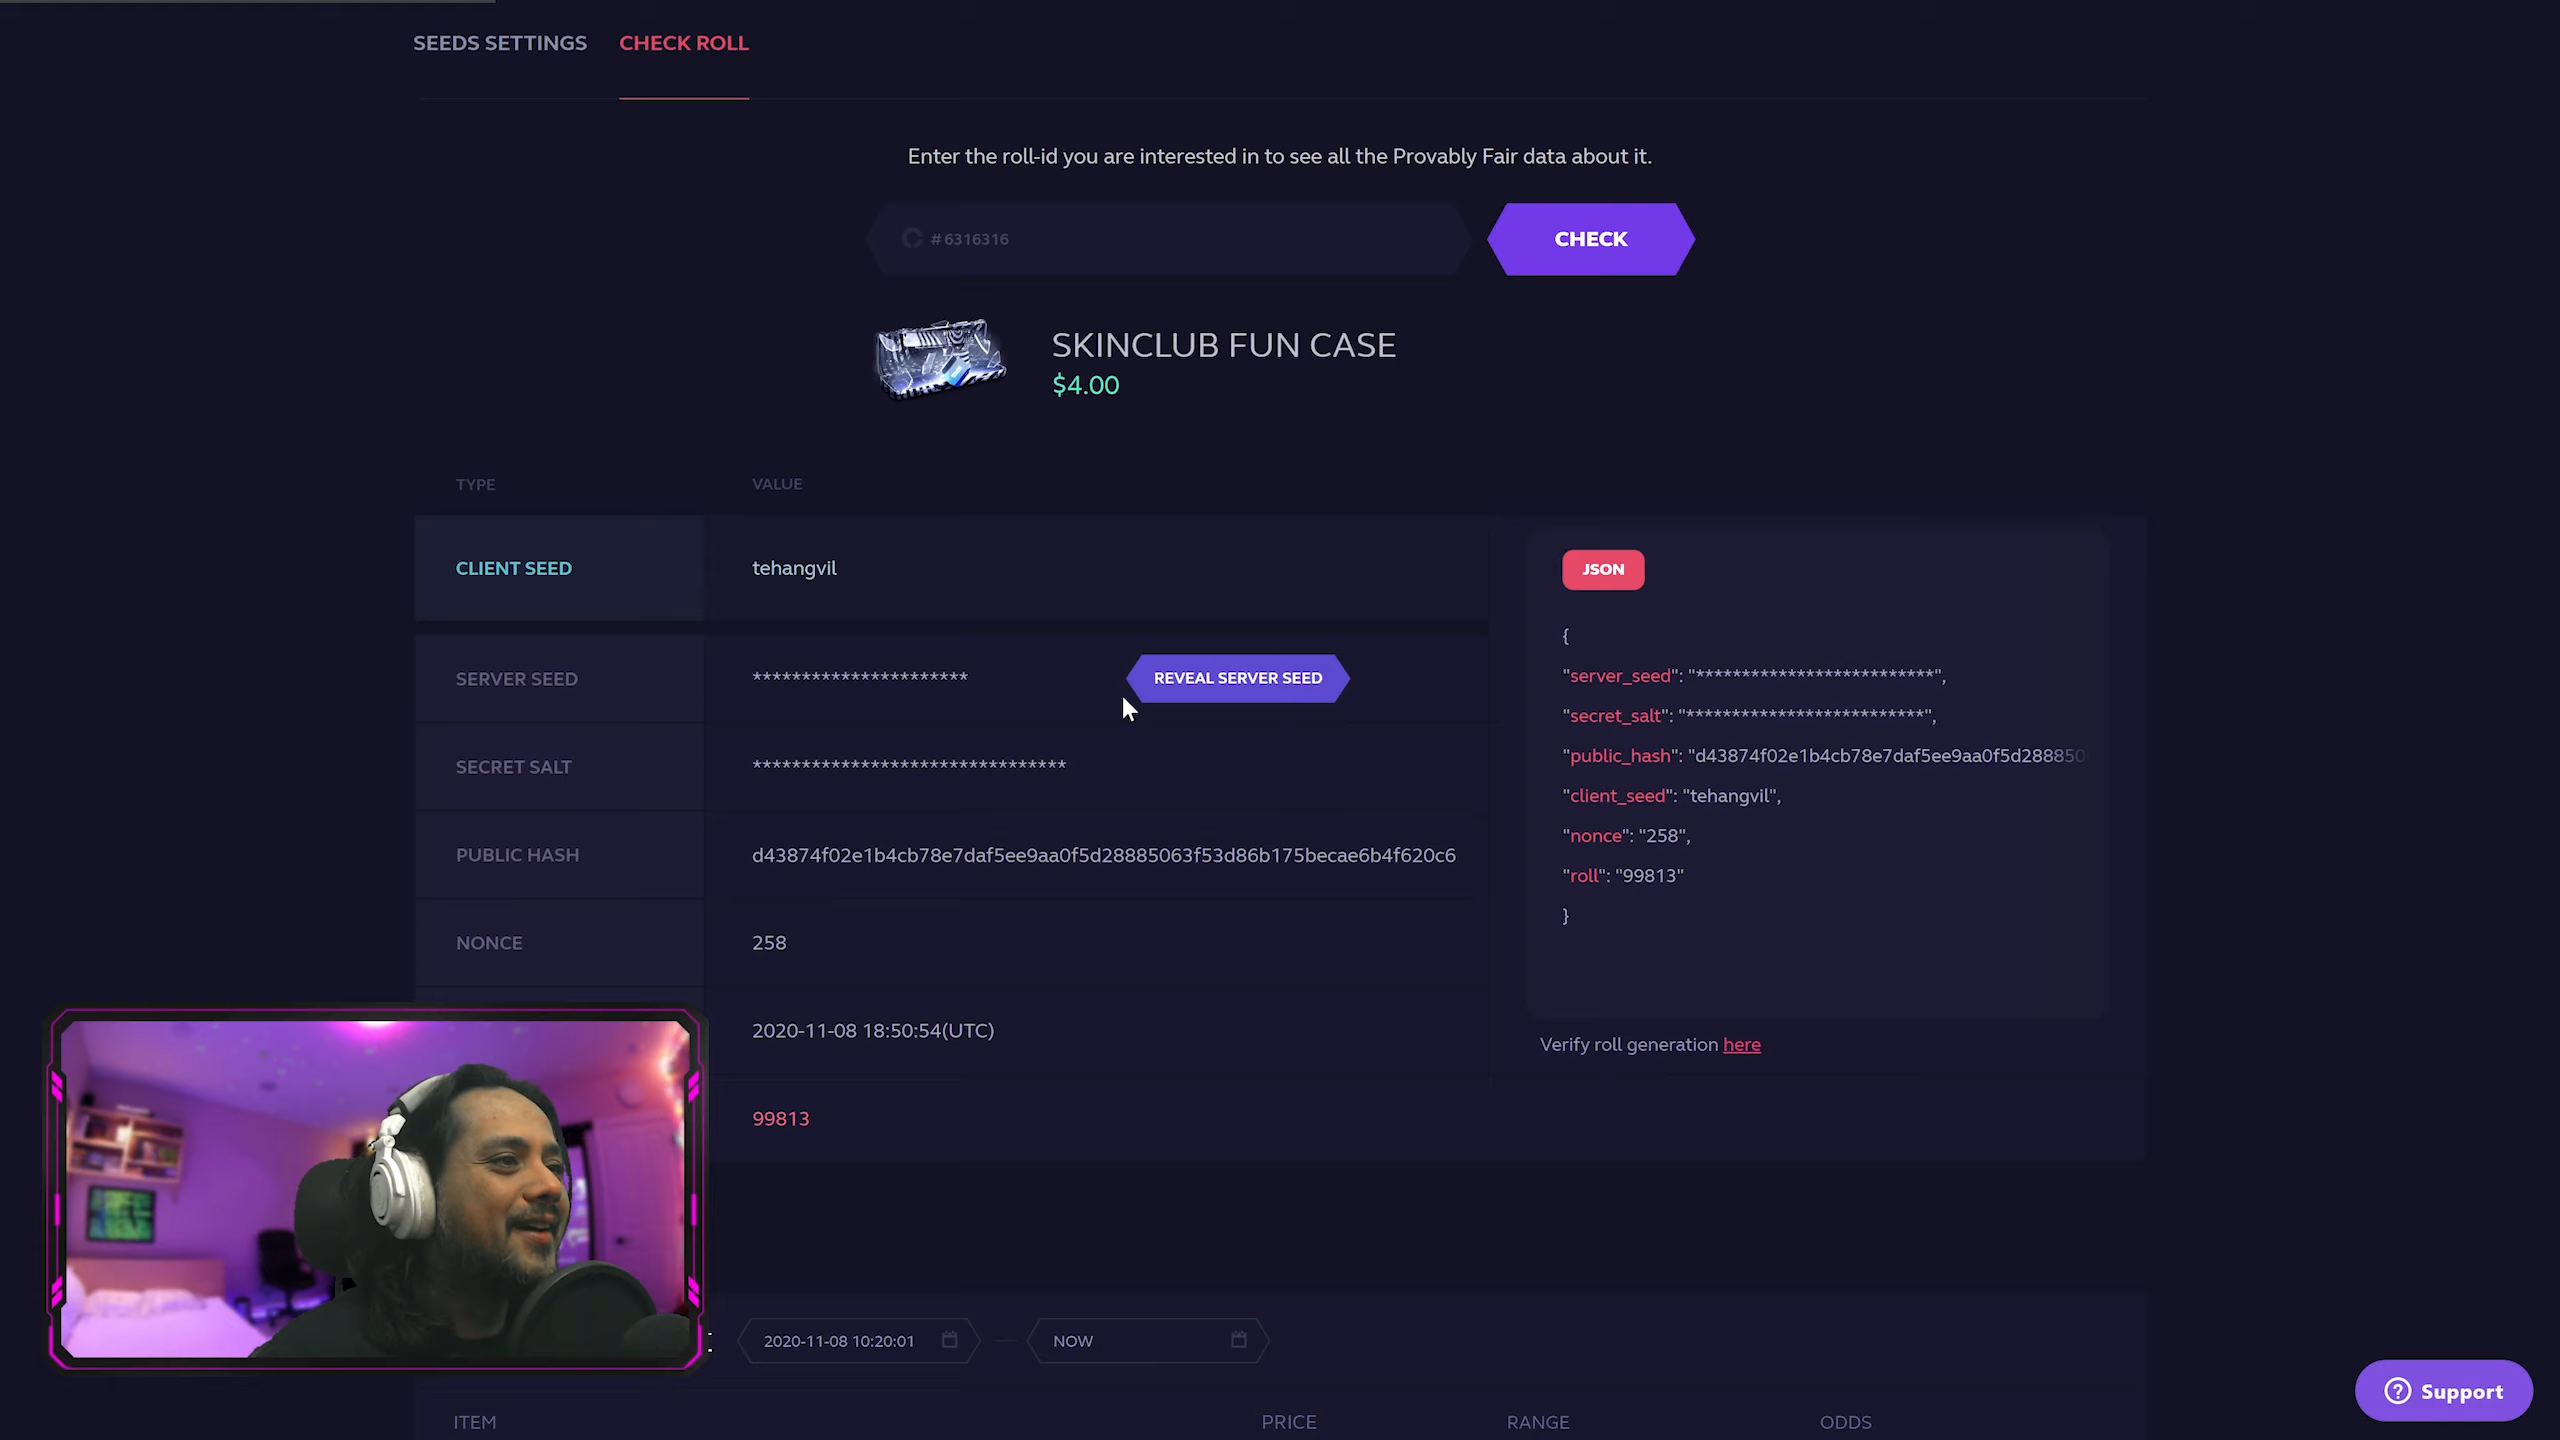 SEEDS SETTINGS
CHECK ROLL
Enter the roll-id you are interested in to see all the Provably Fair data about it.
#6316316
CHECK
SKINCLUB FUN CASE
$4.00
TYPE
VALUE
CLIENT SEED
tehangvil
SERVER SEED
**********************
REVEAL SERVER SEED
SECRET SALT
********************************
PUBLIC HASH
d43874f02e1b4cb78e7daf5ee9aa0f5d28885063f53d86b175becae6b4f620c6
NONCE
258
2020-11-08 18:50:54(UTC)
99813
JSON
{
"server_seed": "**************************",
"secret_salt": "**************************",
"public_hash": "d43874f02e1b4cb78e7daf5ee9aa0f5d2888506
"client_seed": "tehangvil",
"nonce": "258",
"roll": "99813"
}
Verify roll generation here
2020-11-08 10:20:01
NOW
ITEM
PRICE
RANGE
ODDS
Support